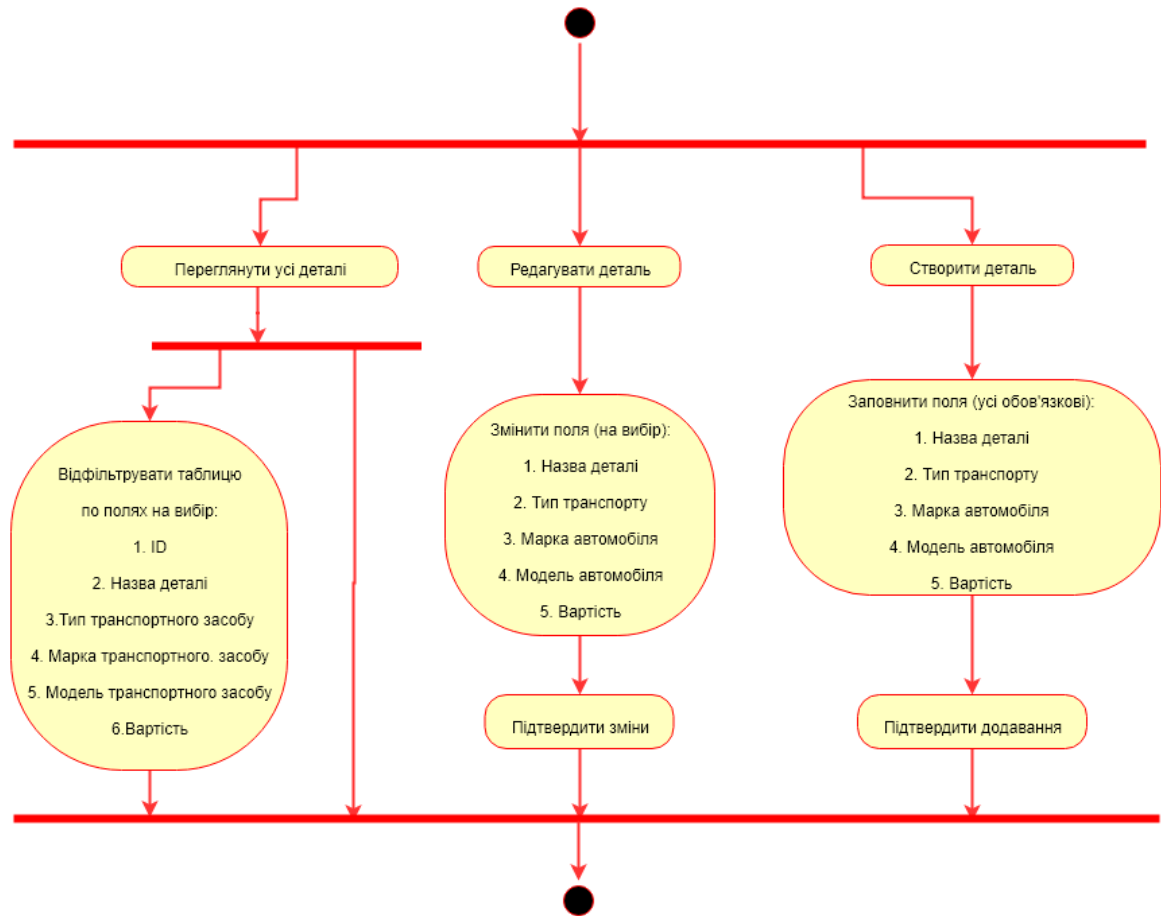 Переглянути усі деталі
Редагувати деталь
Створити деталь
Відфільтрувати таблицю
по полях на вибір:
1. ID
2. Назва деталі
3.Тип транспортного засобу
4. Марка транспортного. засобу
5. Модель транспортного засобу
6.Вартість
Змінити поля (на вибір):
1. Назва деталі
2. Тип транспорту
3. Марка автомобіля
4. Модель автомобіля
5. Вартість
Заповнити поля (усі обов'язкові):
1. Назва деталі
2. Тип транспорту
3. Марка автомобіля
4. Модель автомобіля
5. Вартість
Підтвердити зміни
Підтвердити додавання